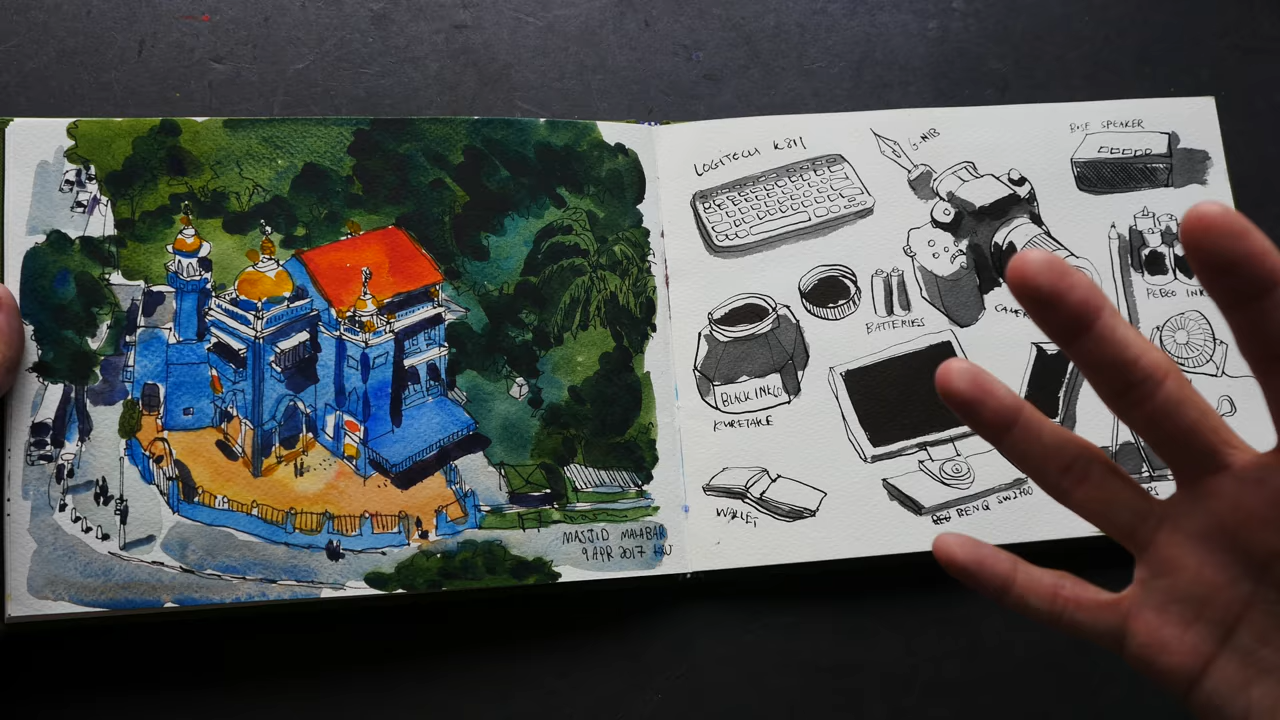 MASJID MALABAR
9 APR 2017
LOGITECH K811
G-NIB
BOSE SPEAKER
BATTERIES
BLACK INK 60
KURETAKE
WALLET
BENQ SW2700
PEBEO INK